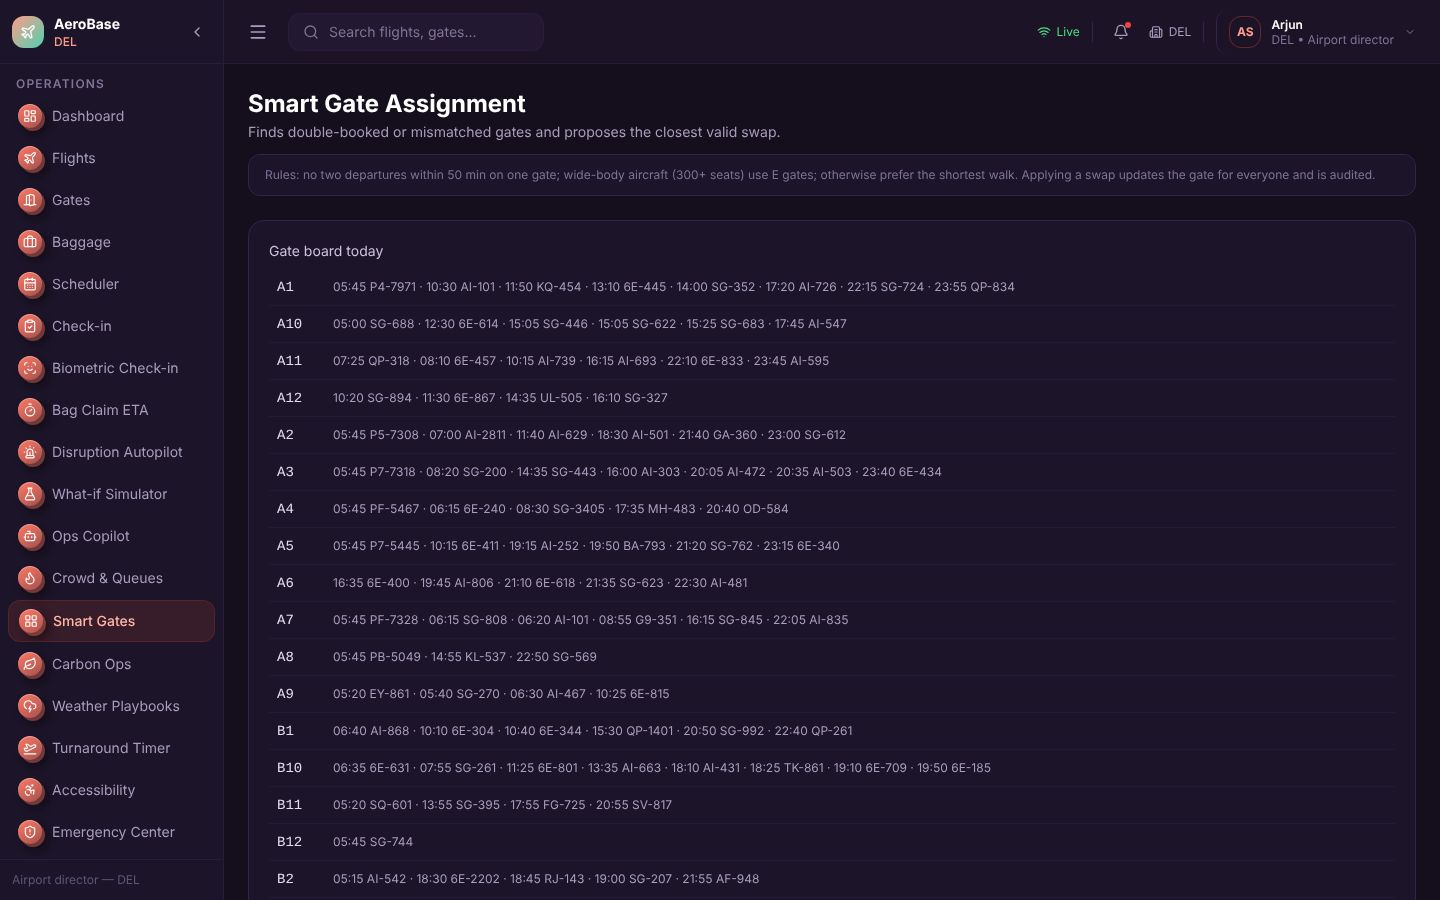 AeroBase
DEL
Search flights, gates...
Live
DEL
AS
Arjun
DEL • Airport director
OPERATIONS
Dashboard
Flights
Gates
Baggage
Scheduler
Check-in
Biometric Check-in
Bag Claim ETA
Disruption Autopilot
What-if Simulator
Ops Copilot
Crowd & Queues
Smart Gates
Carbon Ops
Weather Playbooks
Turnaround Timer
Accessibility
Emergency Center
Airport director — DEL
Smart Gate Assignment
Finds double-booked or mismatched gates and proposes the closest valid swap.
Rules: no two departures within 50 min on one gate; wide-body aircraft (300+ seats) use E gates; otherwise prefer the shortest walk. Applying a swap updates the gate for everyone and is audited.
Gate board today
A1 05:45 P4-7971 · 10:30 AI-101 · 11:50 KQ-454 · 13:10 6E-445 · 14:00 SG-352 · 17:20 AI-726 · 22:15 SG-724 · 23:55 QP-834
A10 05:00 SG-688 · 12:30 6E-614 · 15:05 SG-446 · 15:05 SG-622 · 15:25 SG-683 · 17:45 AI-547
A11 07:25 QP-318 · 08:10 6E-457 · 10:15 AI-739 · 16:15 AI-693 · 22:10 6E-833 · 23:45 AI-595
A12 10:20 SG-894 · 11:30 6E-867 · 14:35 UL-505 · 16:10 SG-327
A2 05:45 P5-7308 · 07:00 AI-2811 · 11:40 AI-629 · 18:30 AI-501 · 21:40 GA-360 · 23:00 SG-612
A3 05:45 P7-7318 · 08:20 SG-200 · 14:35 SG-443 · 16:00 AI-303 · 20:05 AI-472 · 20:35 AI-503 · 23:40 6E-434
A4 05:45 PF-5467 · 06:15 6E-240 · 08:30 SG-3405 · 17:35 MH-483 · 20:40 OD-584
A5 05:45 P7-5445 · 10:15 6E-411 · 19:15 AI-252 · 19:50 BA-793 · 21:20 SG-762 · 23:15 6E-340
A6 16:35 6E-400 · 19:45 AI-806 · 21:10 6E-618 · 21:35 SG-623 · 22:30 AI-481
A7 05:45 PF-7328 · 06:15 SG-808 · 06:20 AI-101 · 08:55 G9-351 · 16:15 SG-845 · 22:05 AI-835
A8 05:45 PB-5049 · 14:55 KL-537 · 22:50 SG-569
A9 05:20 EY-861 · 05:40 SG-270 · 06:30 AI-467 · 10:25 6E-815
B1 06:40 AI-868 · 10:10 6E-304 · 10:40 6E-344 · 15:30 QP-1401 · 20:50 SG-992 · 22:40 QP-261
B10 06:35 6E-631 · 07:55 SG-261 · 11:25 6E-801 · 13:35 AI-663 · 18:10 AI-431 · 18:25 TK-861 · 19:10 6E-709 · 19:50 6E-185
B11 05:20 SQ-601 · 13:55 SG-395 · 17:55 FG-725 · 20:55 SV-817
B12 05:45 SG-744
B2 05:15 AI-542 · 18:30 6E-2202 · 18:45 RJ-143 · 19:00 SG-207 · 21:55 AF-948